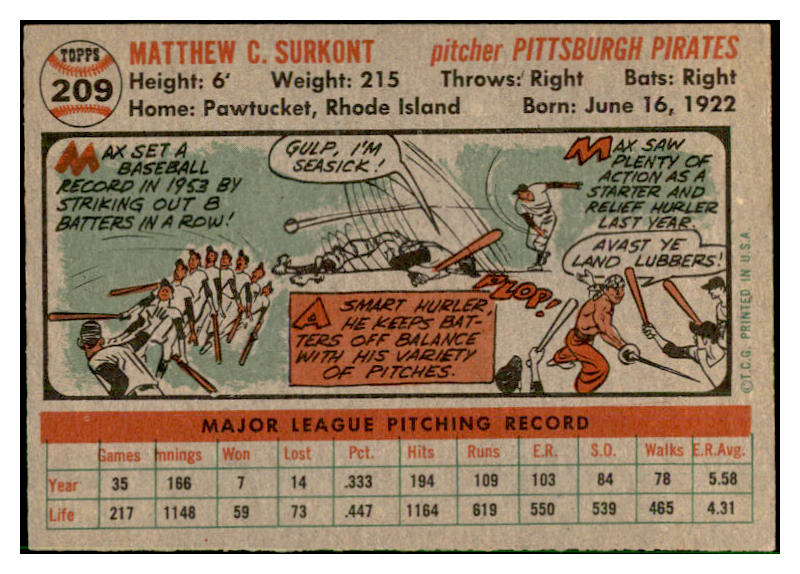 TOPPS
209
MATTHEW C. SURKONT
pitcher PITTSBURGH PIRATES
Height: 6' Weight: 215 Throws: Right Bats: Right
Home: Pawtucket, Rhode Island Born: June 16, 1922
MAX SET A
BASEBALL
RECORD IN 1953 BY
STRIKING OUT 8
BATTERS IN A ROW!
GULP, I'M
SEASICK!
PLOP!
A SMART HURLER,
HE KEEPS BAT-
TERS OFF BALANCE
WITH HIS VARIETY
OF PITCHES.
MAX SAW
PLENTY OF
ACTION AS A
STARTER AND
RELIEF HURLER
LAST YEAR.
AVAST YE
LAND LUBBERS!
©T.C.G. PRINTED IN U.S.A.
MAJOR LEAGUE PITCHING RECORD
Games Innings Won Lost Pct. Hits Runs E.R. S.O. Walks E.R.Avg.
Year 35 166 7 14 .333 194 109 103 84 78 5.58
Life 217 1148 59 73 .447 1164 619 550 539 465 4.31